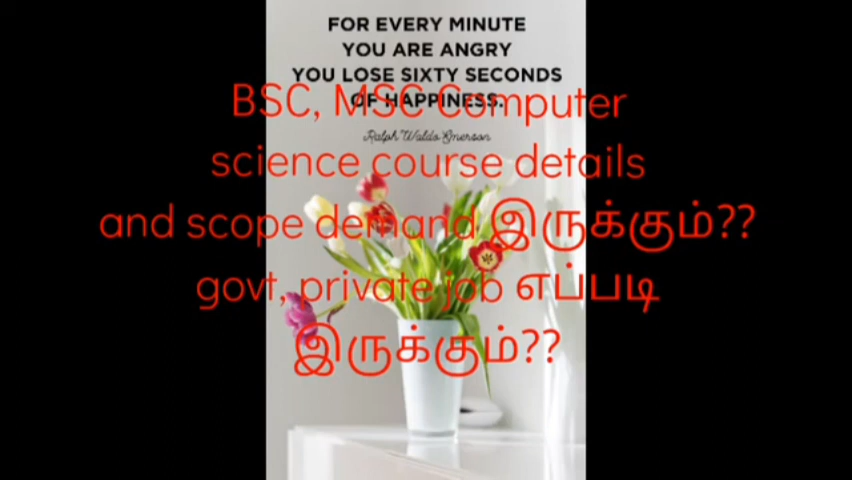 FOR EVERY MINUTE
YOU ARE ANGRY
YOU LOSE SIXTY SECONDS
OF HAPPINESS.
Ralph Waldo Emerson
BSC, MSC Computer
science course details
and scope demand இருக்கும்??
govt, private job எப்படி
இருக்கும்??